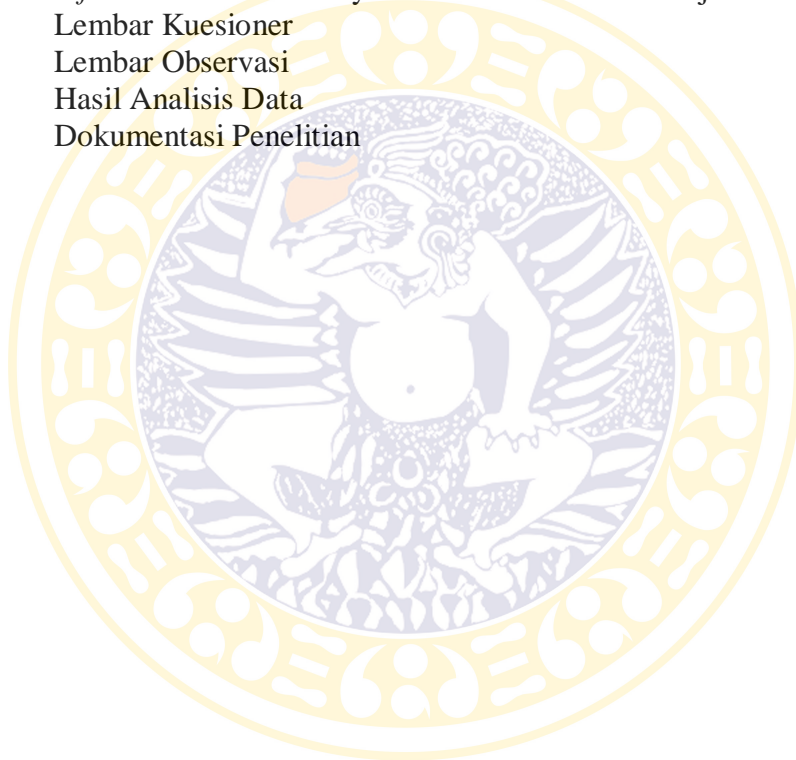 Lembar Kuesioner
Lembar Observasi
Hasil Analisis Data
Dokumentasi Penelitian